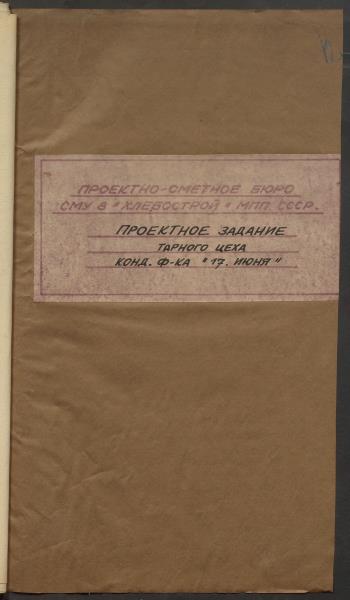 ПРОЕКТНО-СМЕТНОЕ БЮРО
СМУ 8 "ХЛЕБОСТРОЙ" МПП СССР.
ПРОЕКТНОЕ ЗАДАНИЕ
ТАРНОГО ЦЕХА
КОНД. Ф-КА "17. ИЮНЯ"